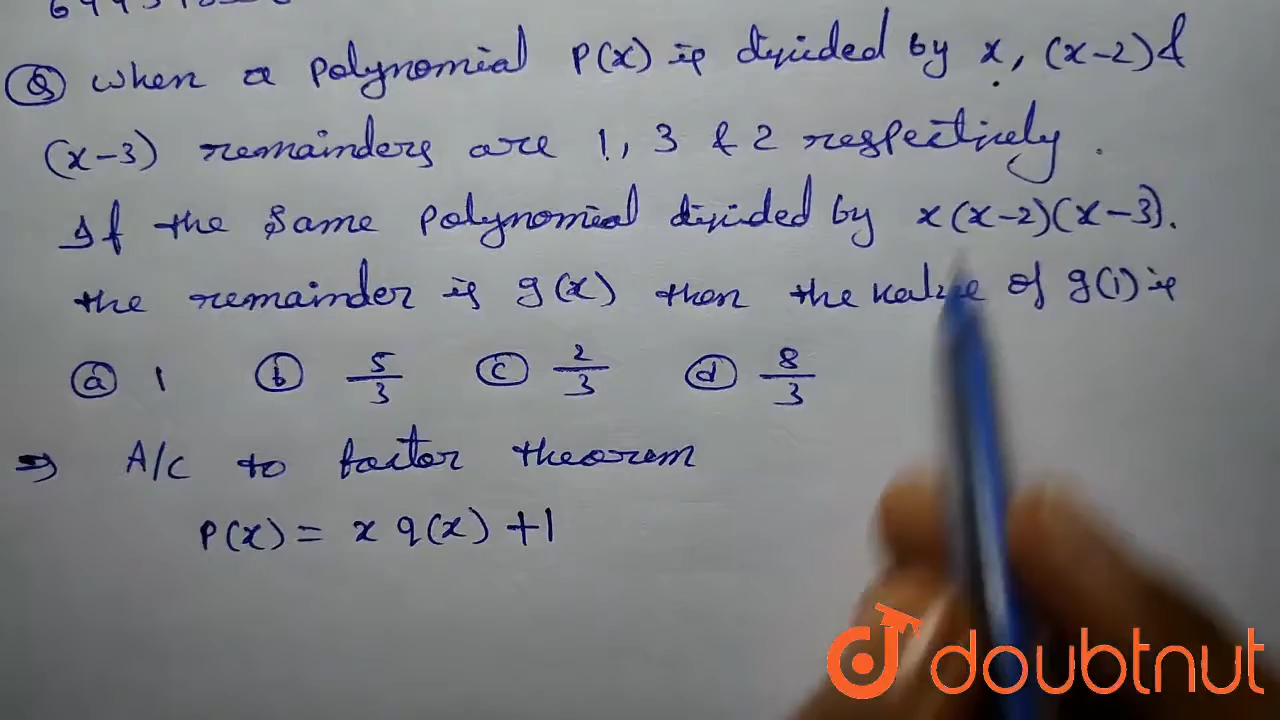 Q when a polynomial P(x) is divided by x, (x-2) &
(x-3) remainders are 1, 3 & 2 respectively.
If the same polynomial divided by x(x-2)(x-3).
the remainder is g(x) then the value of g(1) is
a 1 b 5/3 c 2/3 d 8/3
⇒ A/C to factor theorem
P(x) = x q(x) + 1
doubtnut